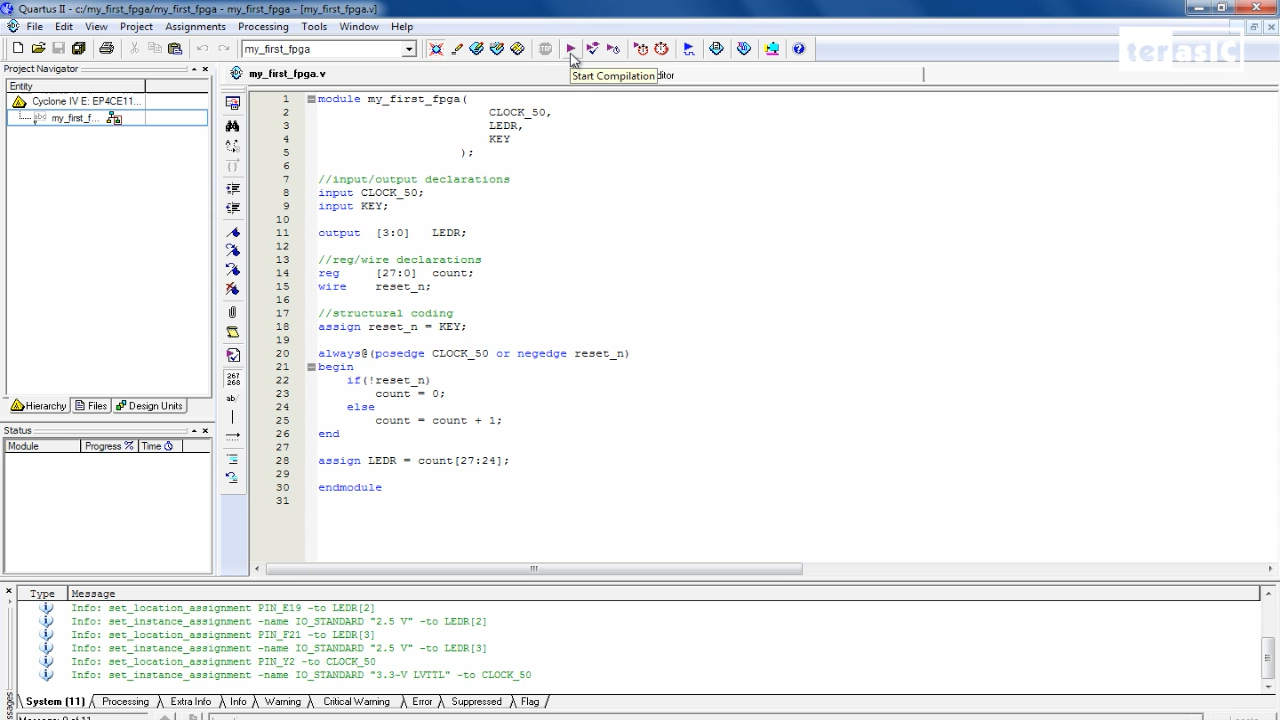 Quartus II - c:/my_first_fpga/my_first_fpga - my_first_fpga - [my_first_fpga.v]
File Edit View Project Assignments Processing Tools Window Help
my_first_fpga
terasic
Project Navigator
my_first_fpga.v
Start Compilation
Entity
Cyclone IV E: EP4CE11...
my_first_f...
1 module my_first_fpga(
2 CLOCK_50,
3 LEDR,
4 KEY
5 );
6
7 //input/output declarations
8 input CLOCK_50;
9 input KEY;
10
11 output [3:0] LEDR;
12
13 //reg/wire declarations
14 reg [27:0] count;
15 wire reset_n;
16
17 //structural coding
18 assign reset_n = KEY;
19
20 always@(posedge CLOCK_50 or negedge reset_n)
21 begin
22 if(!reset_n)
23 count = 0;
24 else
25 count = count + 1;
26 end
27
28 assign LEDR = count[27:24];
29
30 endmodule
31
267
268
ab/
Hierarchy Files Design Units
Status
Module Progress % Time
Type Message
Info: set_location_assignment PIN_E19 -to LEDR[2]
Info: set_instance_assignment -name IO_STANDARD "2.5 V" -to LEDR[2]
Info: set_location_assignment PIN_F21 -to LEDR[3]
Info: set_instance_assignment -name IO_STANDARD "2.5 V" -to LEDR[3]
Info: set_location_assignment PIN_Y2 -to CLOCK_50
Info: set_instance_assignment -name IO_STANDARD "3.3-V LVTTL" -to CLOCK_50
System (11) Processing Extra Info Info Warning Critical Warning Error Suppressed Flag